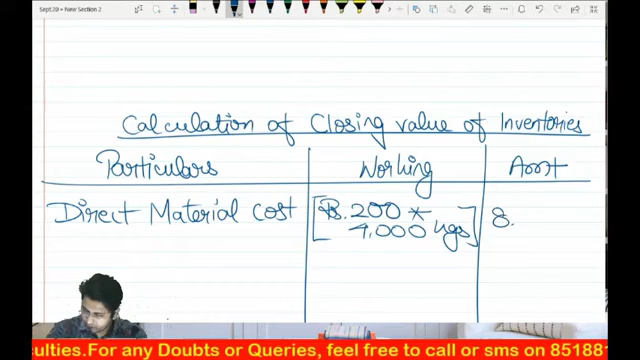 Sept.20 » New Section 2
Calculation of Closing value of Inventories
Particulars Working Amt
Direct Material Cost [Rs.200 × 8.
4,000 kgs]
culties.For any Doubts or Queries, feel free to call or sms on 851881